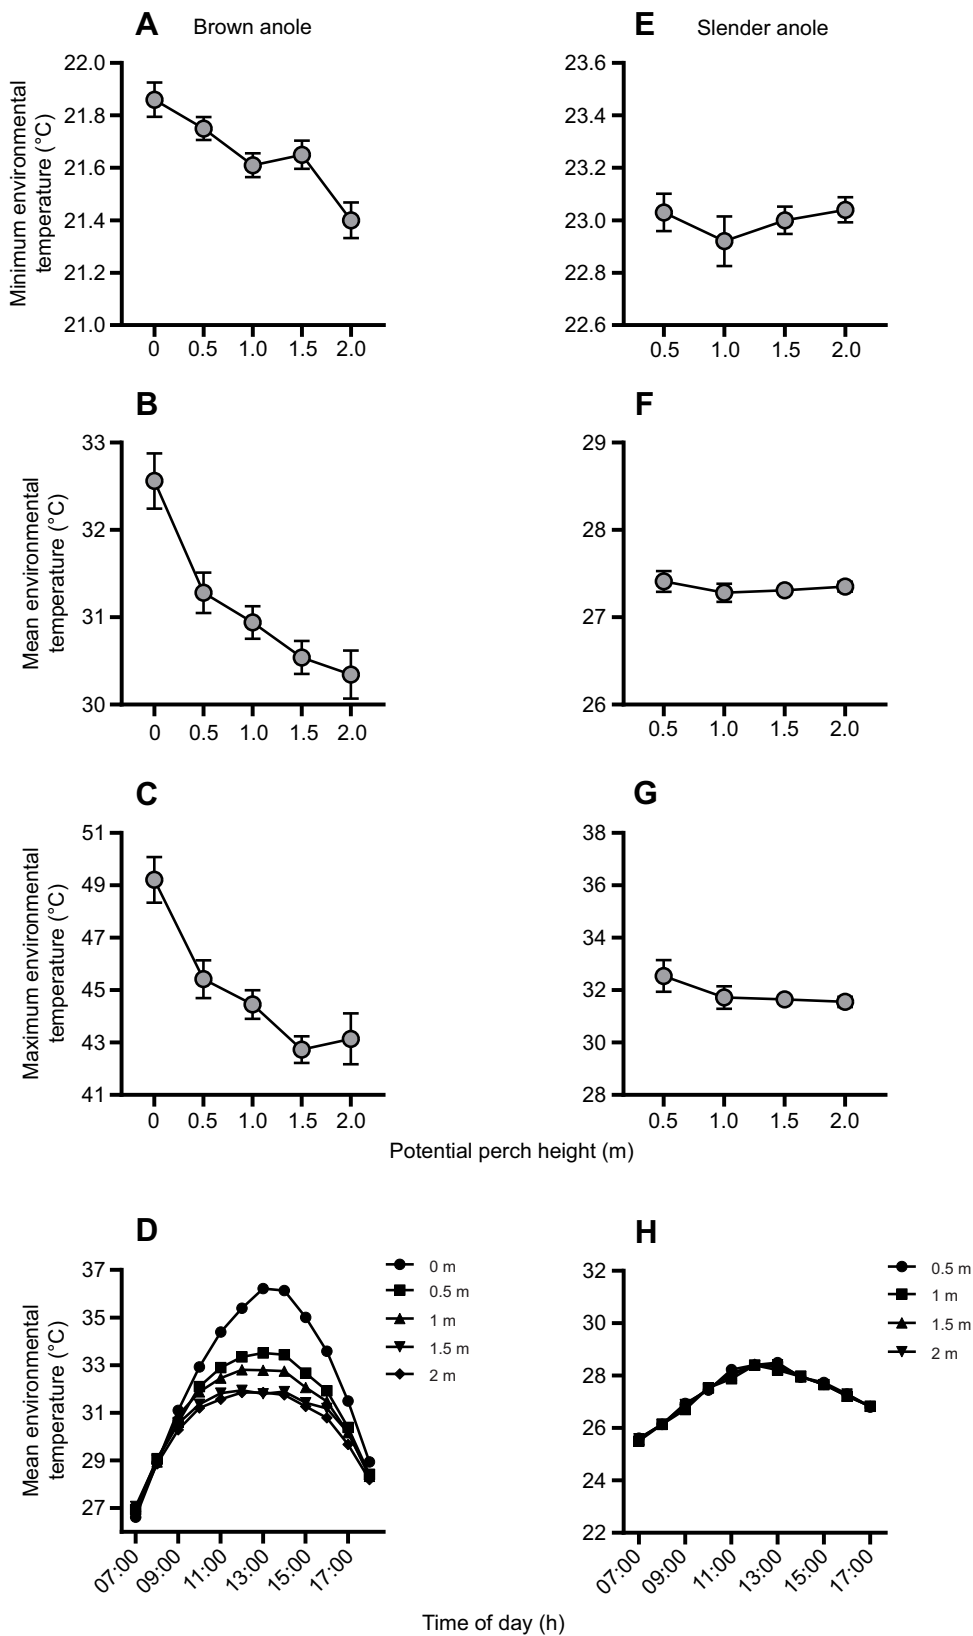 A Brown anole
E Slender anole
Minimum environmental
temperature (°C)
22.0
21.8
21.6
21.4
21.2
21.0
0 0.5 1.0 1.5 2.0
23.6
23.4
23.2
23.0
22.8
22.6
0.5 1.0 1.5 2.0
B
F
Mean environmental
temperature (°C)
33
32
31
30
0 0.5 1.0 1.5 2.0
29
28
27
26
0.5 1.0 1.5 2.0
C
G
Maximum environmental
temperature (°C)
51
49
47
45
43
41
0 0.5 1.0 1.5 2.0
38
36
34
32
30
28
0.5 1.0 1.5 2.0
Potential perch height (m)
D
H
Mean environmental
temperature (°C)
37
35
33
31
29
27
07:00 09:00 11:00 13:00 15:00 17:00
0 m
0.5 m
1 m
1.5 m
2 m
32
30
28
26
24
22
07:00 09:00 11:00 13:00 15:00 17:00
0.5 m
1 m
1.5 m
2 m
Time of day (h)